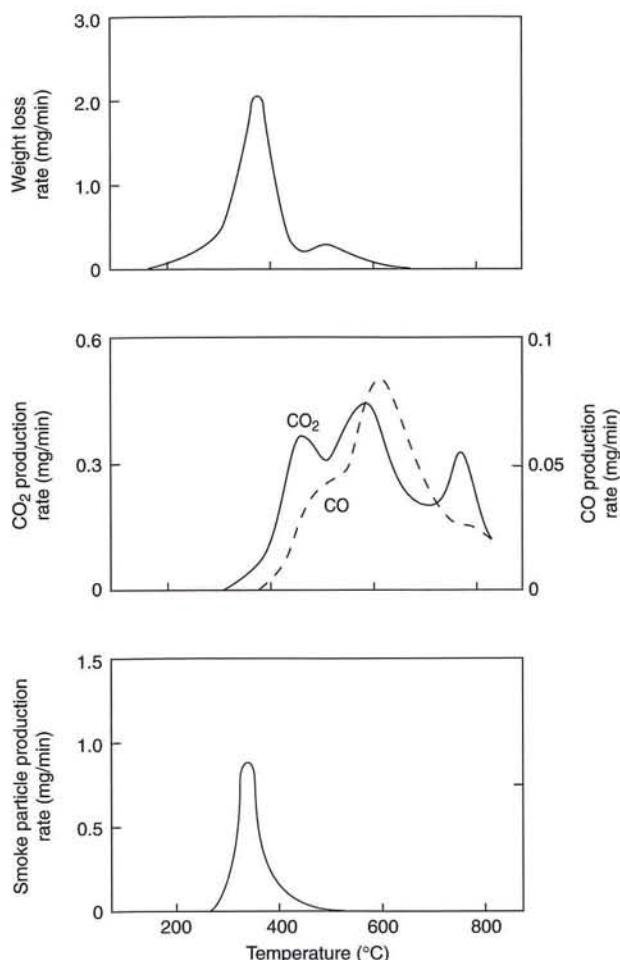 3.0
2.0
1.0
0
Weight loss
rate (mg/min)
0.6
0.3
0
CO₂ production
rate (mg/min)
CO₂
CO
0.1
0.05
0
CO production
rate (mg/min)
1.5
1.0
0.5
0
Smoke particle production
rate (mg/min)
200 400 600 800
Temperature (°C)